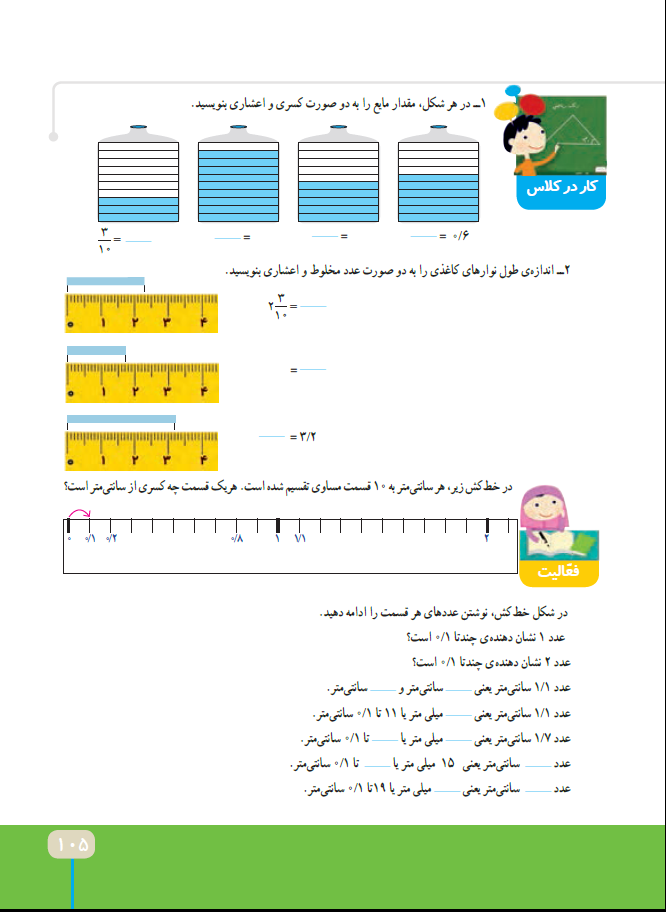 ۱ــ در هر شکل، مقدار مایع را به دو صورت کسری و اعشاری بنویسید.
کار در کلاس
۳/۱۰ = ____
____ =
____ =
____ = ۰/۶
۲ــ اندازه‌ی طول نوارهای کاغذی را به دو صورت عدد مخلوط و اعشاری بنویسید.
۰ ۱ ۲ ۳ ۴
۲ ۳/۱۰ = ____
۰ ۱ ۲ ۳ ۴
= ____
۰ ۱ ۲ ۳ ۴
____ = ۳/۲
در خط‌کش زیر، هر سانتی‌متر به ۱۰ قسمت مساوی تقسیم شده است. هریک قسمت چه کسری از سانتی‌متر است؟
۰ ۰/۱ ۰/۲ ۰/۸ ۱ ۱/۱ ۲
فعّالیت
در شکل خط‌کش، نوشتن عددهای هر قسمت را ادامه دهید.
عدد ۱ نشان دهنده‌ی چندتا ۰/۱ است؟
عدد ۲ نشان دهنده‌ی چندتا ۰/۱ است؟
عدد ۱/۱ سانتی‌متر یعنی ____ سانتی‌متر و ____ سانتی‌متر.
عدد ۱/۱ سانتی‌متر یعنی ____ میلی متر یا ۱۱ تا ۰/۱ سانتی‌متر.
عدد ۱/۷ سانتی‌متر یعنی ____ میلی متر یا ____ تا ۰/۱ سانتی‌متر.
عدد ____ سانتی‌متر یعنی ۱۵ میلی متر یا ____ تا ۰/۱ سانتی‌متر.
عدد ____ سانتی‌متر یعنی ____ میلی متر یا ۱۹تا ۰/۱ سانتی‌متر.
۱۰۵